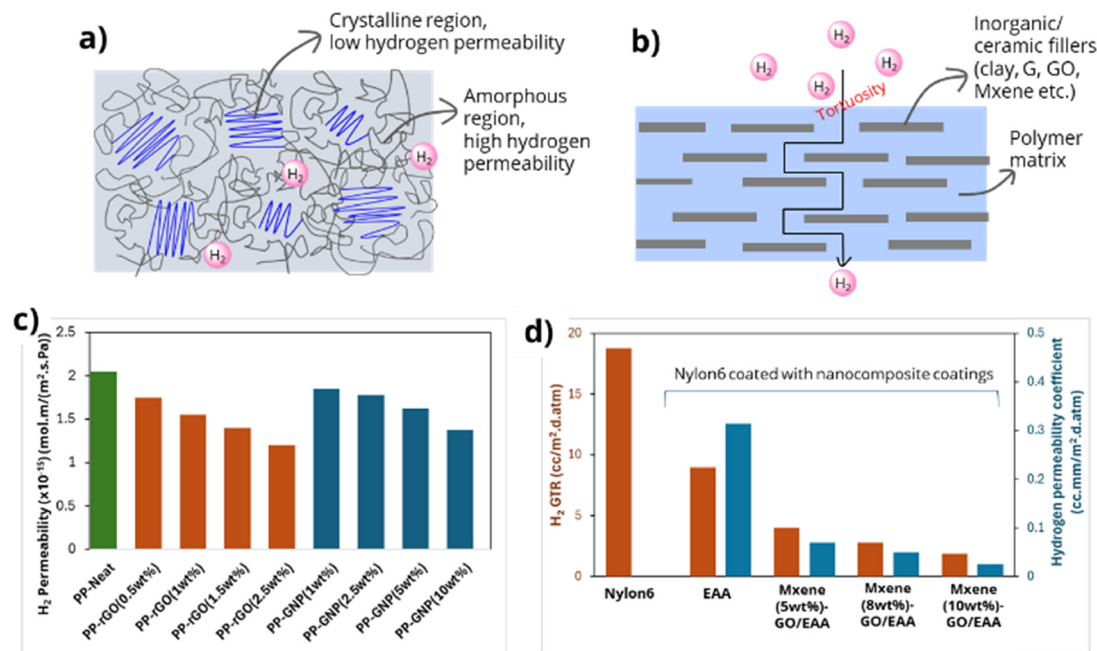 a)
Crystalline region,
low hydrogen permeability
Amorphous
region,
high hydrogen
permeability
H₂
H₂
H₂
b)
H₂
H₂
H₂
H₂
Tortuosity
Inorganic/
ceramic fillers
(clay, G, GO,
Mxene etc.)
Polymer
matrix
H₂
c)
H₂ Permeability (x10⁻¹⁵) (mol.m/(m².s.Pa))
2.5
2
1.5
1
0.5
0
PP-Neat
PP-rGO(0.5wt%)
PP-rGO(1wt%)
PP-rGO(1.5wt%)
PP-rGO(2.5wt%)
PP-GNP(1wt%)
PP-GNP(2.5wt%)
PP-GNP(5wt%)
PP-GNP(10wt%)
d)
H₂ GTR (cc/m².d.atm)
20
15
10
5
0
Nylon6 coated with nanocomposite coatings
0.5
0.4
0.3
0.2
0.1
0
Hydrogen permeability coefficient
(cc.mm/m².d.atm)
Nylon6
EAA
Mxene
(5wt%)-
GO/EAA
Mxene
(8wt%)-
GO/EAA
Mxene
(10wt%)-
GO/EAA